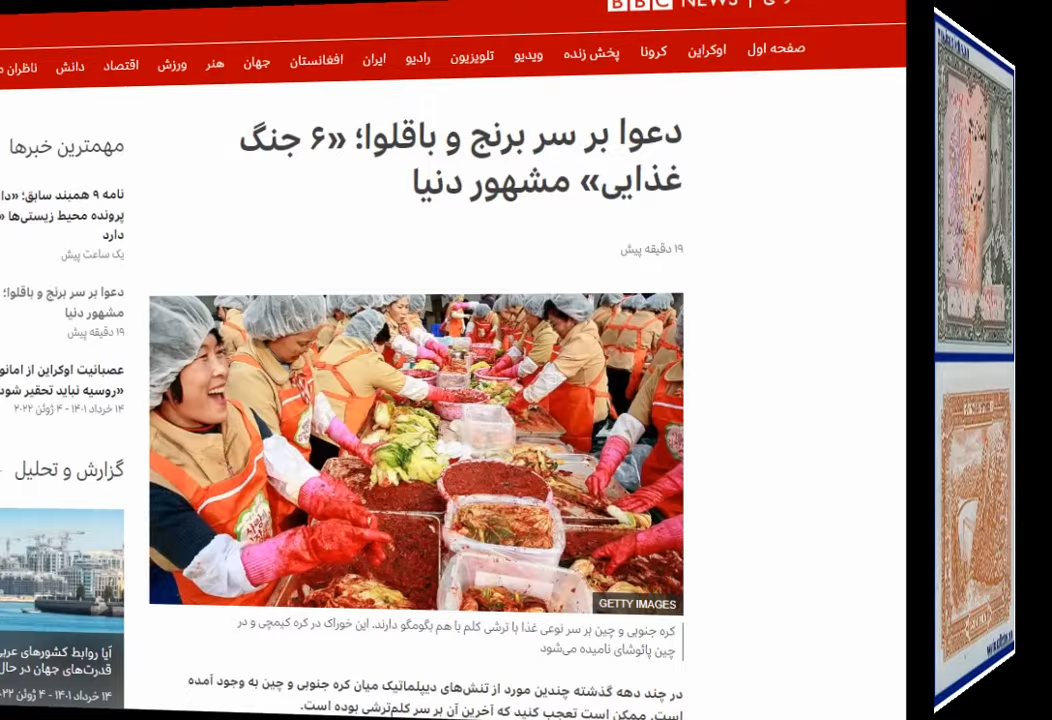 BBC NEWS
صفحه اول اوکراین کرونا پخش زنده ویدیو تلویزیون رادیو ایران افغانستان جهان هنر ورزش اقتصاد دانش ناظران
دعوا بر سر برنج و باقلوا؛ «۶ جنگ
غذایی» مشهور دنیا
۱۹ دقیقه پیش
GETTY IMAGES
کره جنوبی و چین بر سر نوعی غذا با ترشی کلم با هم بگومگو دارند. این خوراک در کره کیمچی و در
چین پائوشای نامیده می‌شود
در چند دهه گذشته چندین مورد از تنش‌های دیپلماتیک میان کره جنوبی و چین به وجود آمده
است. ممکن است تعجب کنید که آخرین آن بر سر کلم‌ترشی بوده است.
مهمترین خبرها
نامه ۹ همبند سابق؛
پرونده محیط زیستی‌ها
دارد
یک ساعت پیش
دعوا بر سر برنج و باقلوا؛
مشهور دنیا
۱۹ دقیقه پیش
عصبانیت اوکراین از
«روسیه نباید تحقیر شود
۱۴ خرداد ۱۴۰۱ - ۴ ژوئن ۲۰۲۲
گزارش و تحلیل
آیا روابط کشورهای
قدرت‌های جهان در حال
۱۴ خرداد ۱۴۰۱ - ۴ ژوئن ۲۰۲۲